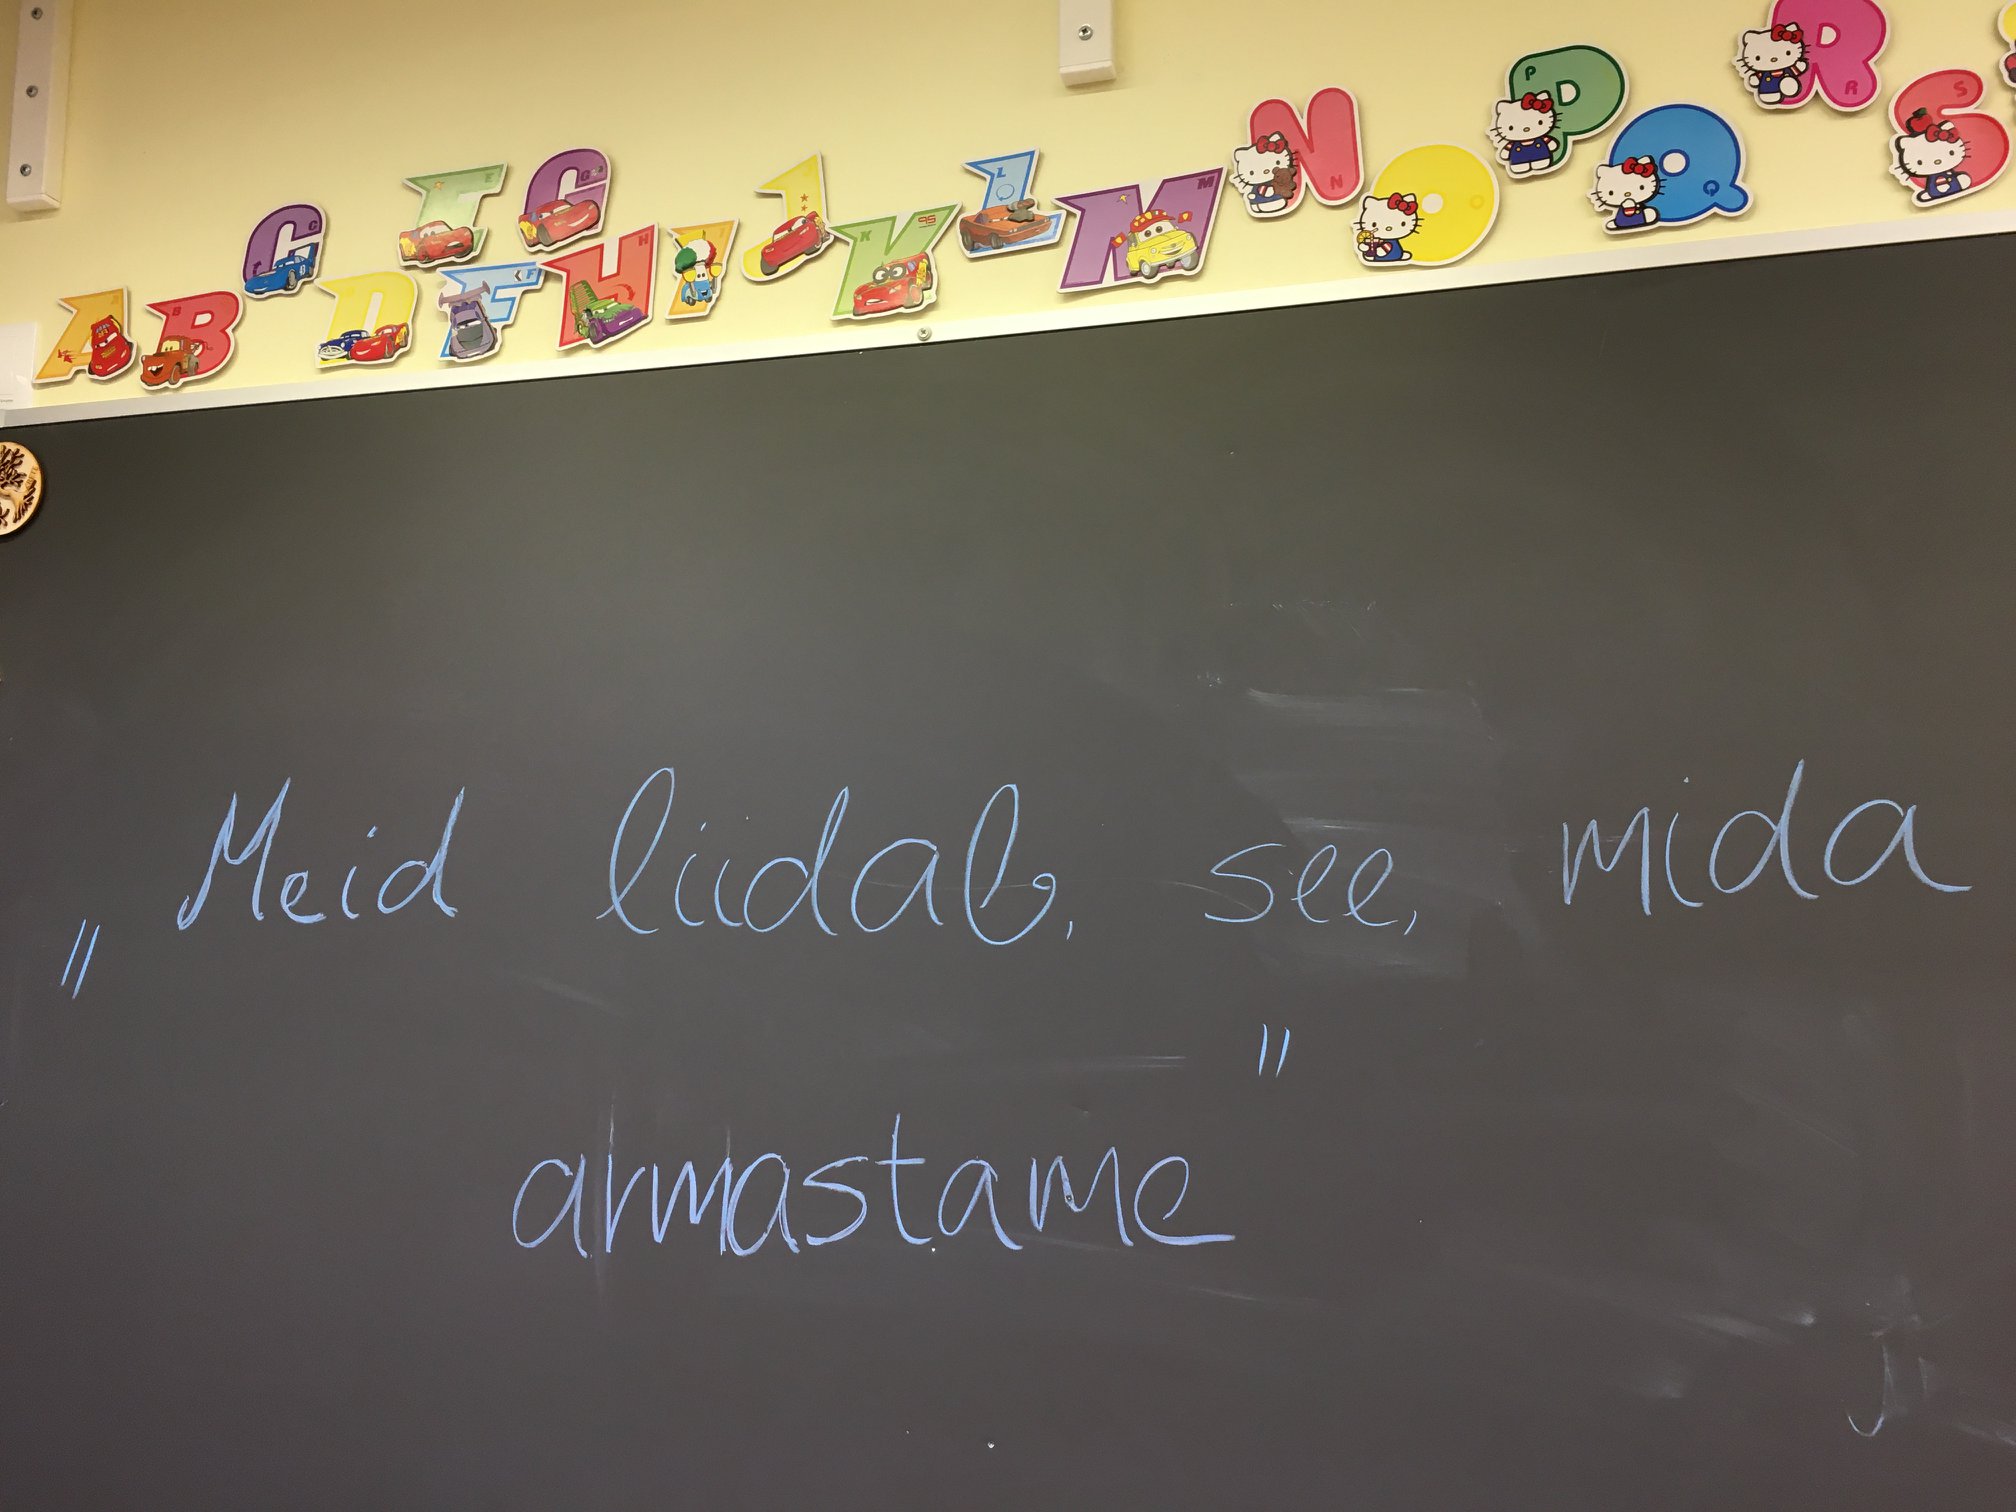 A B C D E F G H I J K L M N O P Q R S
„Meid liidab, see, mida
armastame"